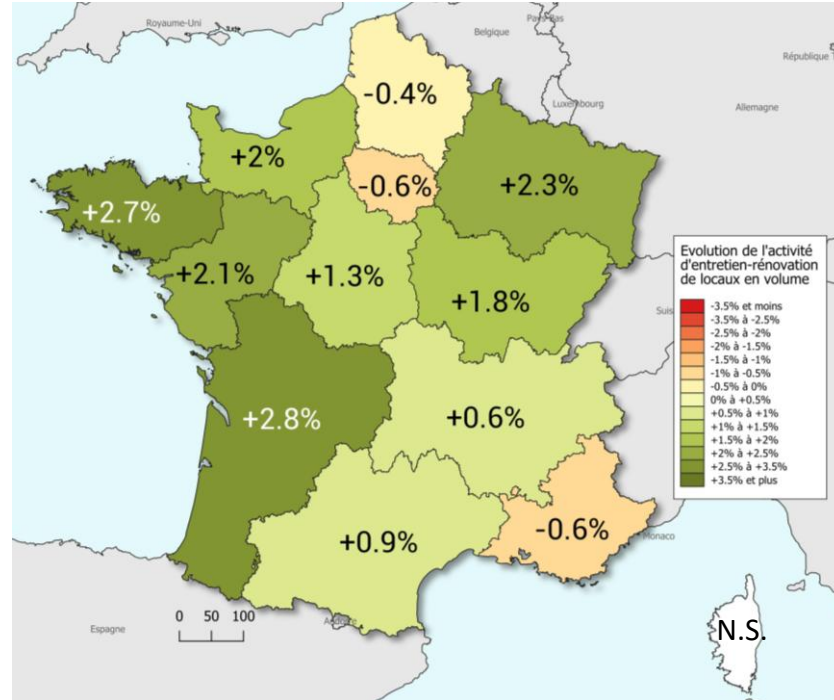 Royaume-Uni
Pays-Bas
Belgique
République T
Luxembourg
Allemagne
-0.4%
+2%
-0.6%
+2.3%
+2.7%
+2.1%
+1.3%
+1.8%
Suis
Evolution de l'activité
d'entretien-rénovation
de locaux en volume
-3.5% et moins
-3.5% à -2.5%
-2.5% à -2%
-2% à -1.5%
-1.5% à -1%
-1% à -0.5%
-0.5% à 0%
0% à +0.5%
+0.5% à +1%
+1% à +1.5%
+1.5% à +2%
+2% à +2.5%
+2.5% à +3.5%
+3.5% et plus
+2.8%
+0.6%
+0.9%
-0.6%
Monaco
0 50 100
Espagne
Andorre
N.S.